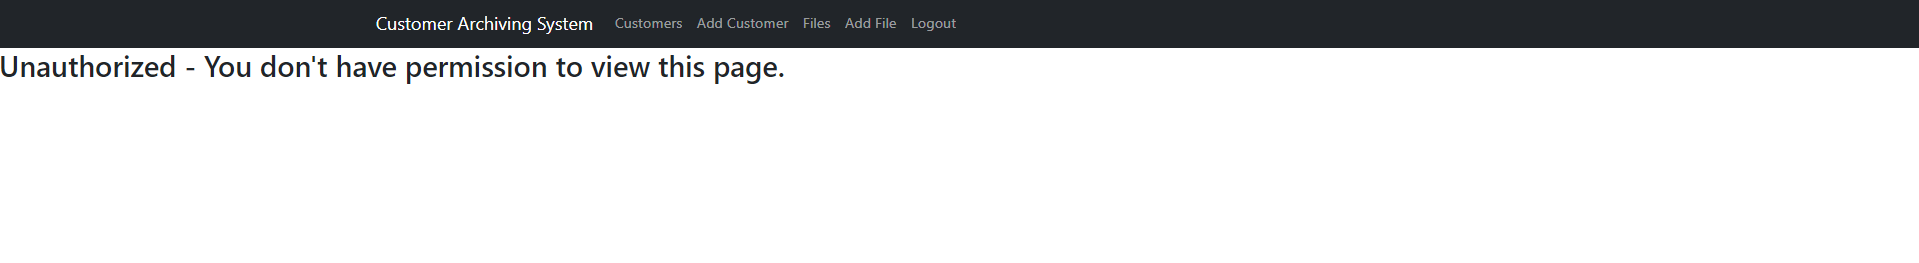 Customer Archiving System Customers Add Customer Files Add File Logout
Unauthorized - You don't have permission to view this page.